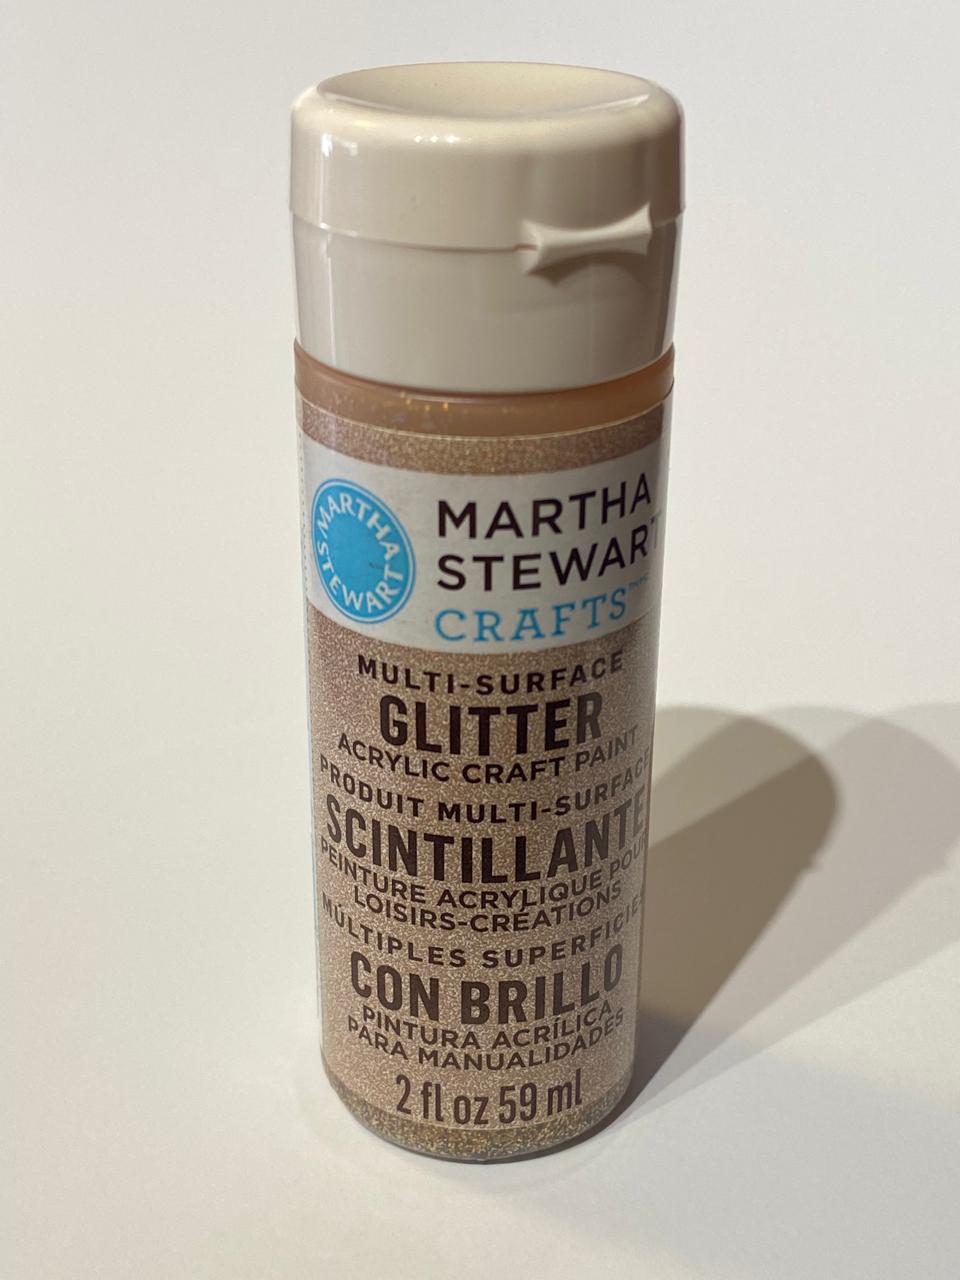 MARTHA STEWART
MARTHA
STEWART
CRAFTS
MULTI-SURFACE
GLITTER
ACRYLIC CRAFT PAINT
PRODUIT MULTI-SURFACE
SCINTILLANTE
PEINTURE ACRYLIQUE POUR
LOISIRS-CRÉATIONS
MÚLTIPLES SUPERFICIES
CON BRILLO
PINTURA ACRÍLICA
PARA MANUALIDADES
2 fl oz 59 ml